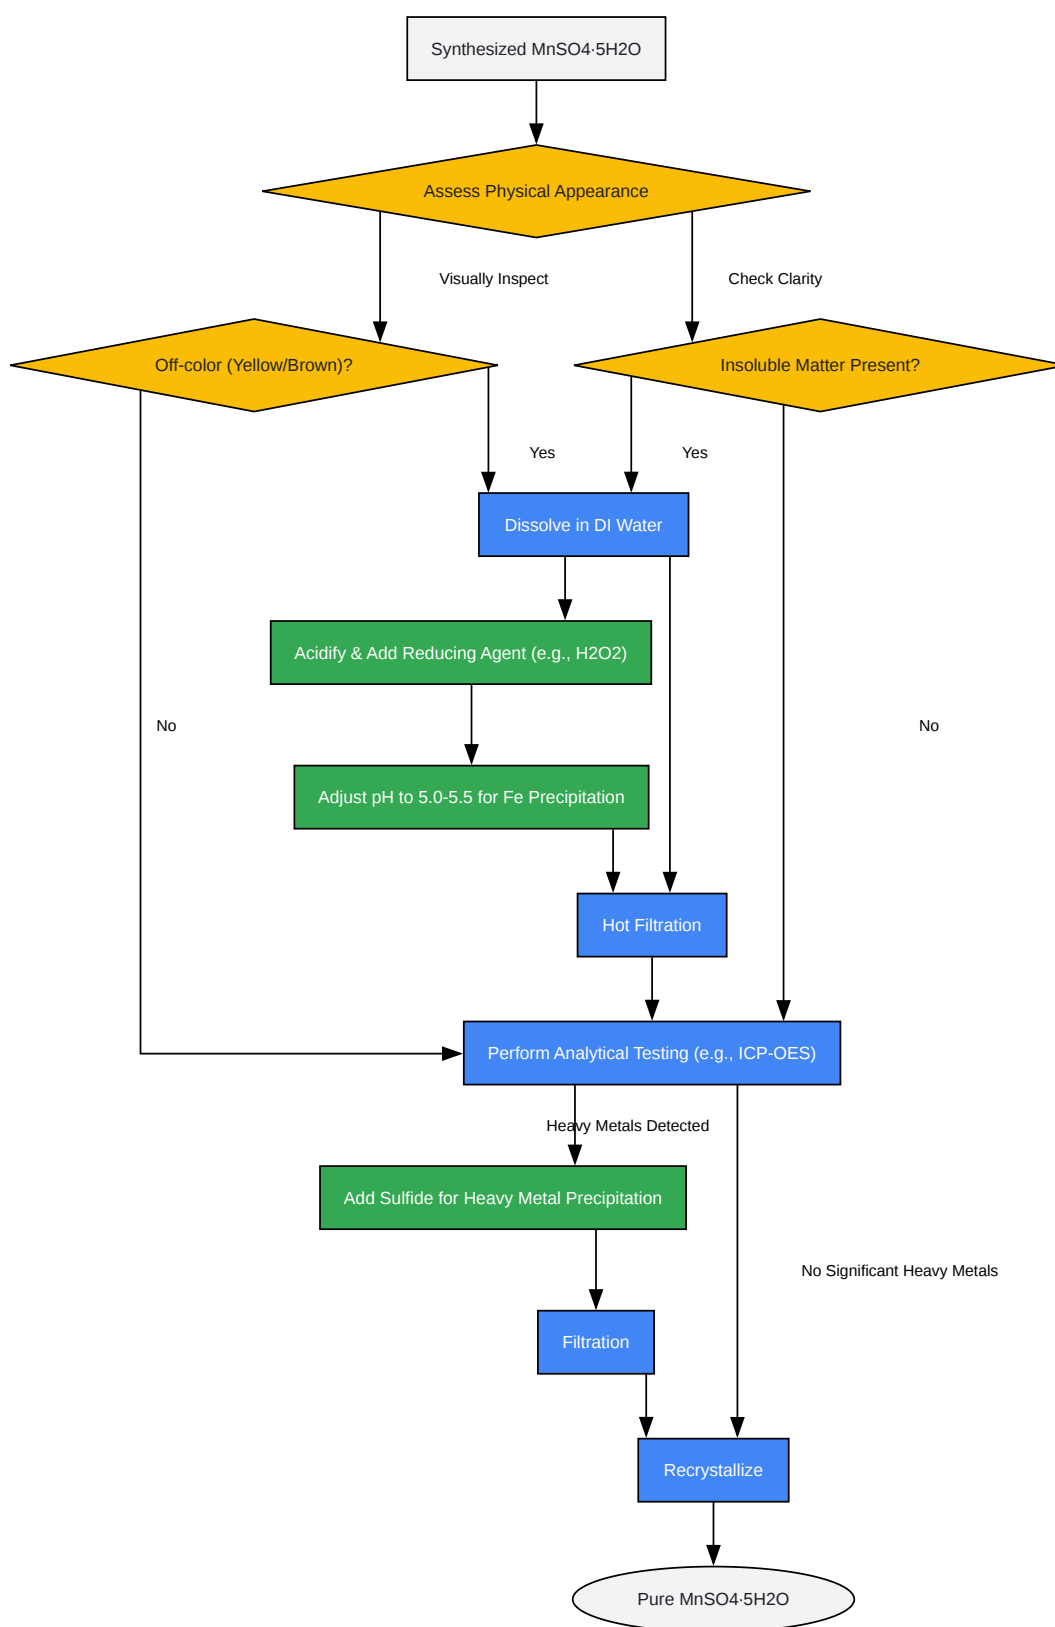 Synthesized MnSO4·5H2O
Assess Physical Appearance
Visually Inspect
Check Clarity
Off-color (Yellow/Brown)?
Insoluble Matter Present?
Yes
Yes
Dissolve in DI Water
Acidify & Add Reducing Agent (e.g., H2O2)
No
No
Adjust pH to 5.0-5.5 for Fe Precipitation
Hot Filtration
Perform Analytical Testing (e.g., ICP-OES)
Heavy Metals Detected
Add Sulfide for Heavy Metal Precipitation
No Significant Heavy Metals
Filtration
Recrystallize
Pure MnSO4·5H2O